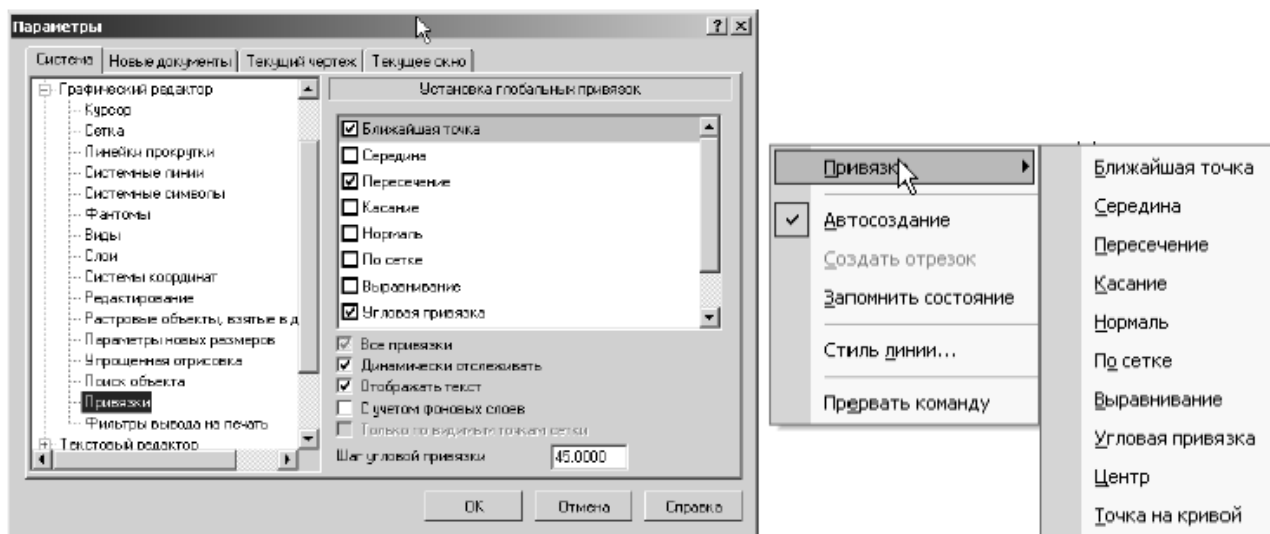 Параметры
Система
Новые документы
Текущий чертеж
Текущее окно
Графический редактор
Курсор
Сетка
Линейки прокрутки
Системные линии
Системные символы
Фантомы
Виды
Слои
Системы координат
Редактирование
Растровые объекты, взятые в д
Параметры новых размеров
Упрощенная отрисовка
Поиск объекта
Привязки
Фильтры вывода на печать
Текстовый редактор
Установка глобальных привязок
Ближайшая точка
Середина
Пересечение
Касание
Нормаль
По сетке
Выравнивание
Угловая привязка
Все привязки
Динамически отслеживать
Отображать текст
С учетом фоновых слоев
Только по видимым точкам сетки
Шаг угловой привязки 45.0000
OK
Отмена
Справка
Привязк
Автосоздание
Создать отрезок
Запомнить состояние
Стиль линии...
Прервать команду
Ближайшая точка
Середина
Пересечение
Касание
Нормаль
По сетке
Выравнивание
Угловая привязка
Центр
Точка на кривой